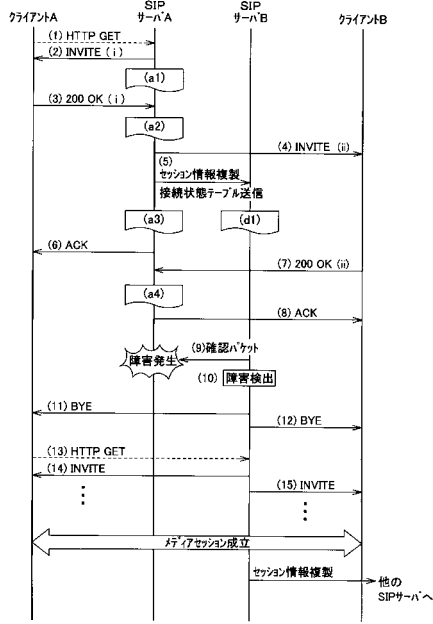 クライアントA
SIP
サーバA
SIP
サーバB
クライアントB
(1) HTTP GET
(2) INVITE (i)
(a1)
(3) 200 OK (i)
(a2)
(4) INVITE (ii)
(5)
セッション情報複製
接続状態テーブル送信
(a3)
(d1)
(6) ACK
(7) 200 OK (ii)
(a4)
(8) ACK
(9)確認パケット
障害発生
(10) 障害検出
(11) BYE
(12) BYE
(13) HTTP GET
(14) INVITE
(15) INVITE
メディアセッション成立
セッション情報複製
他の
SIPサーバへ